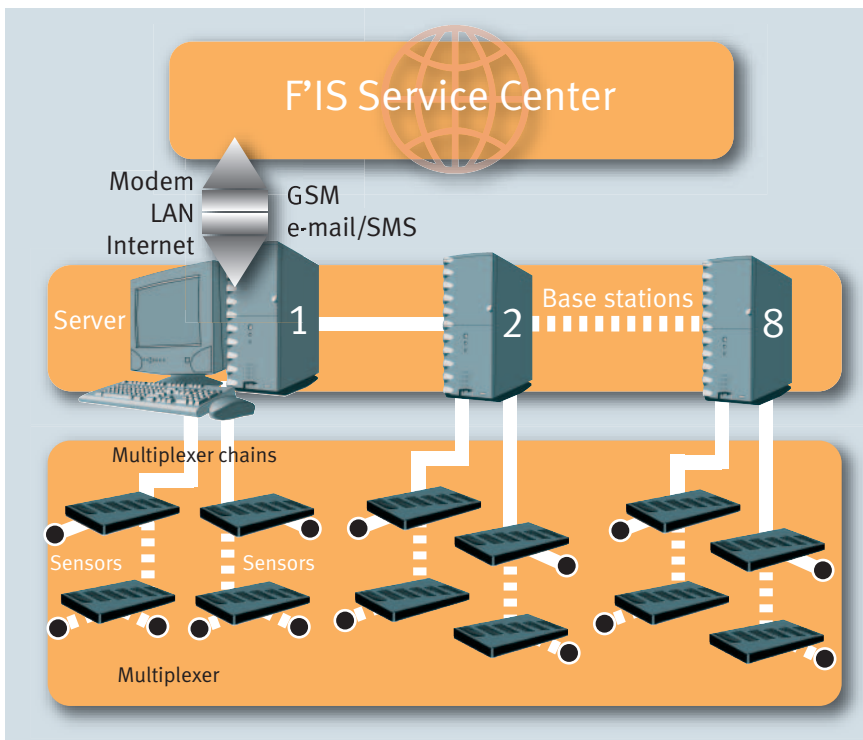 F'IS Service Center
Modem
LAN
Internet
GSM
e-mail/SMS
Server
1
2
Base stations
8
Multiplexer chains
Sensors
Sensors
Multiplexer